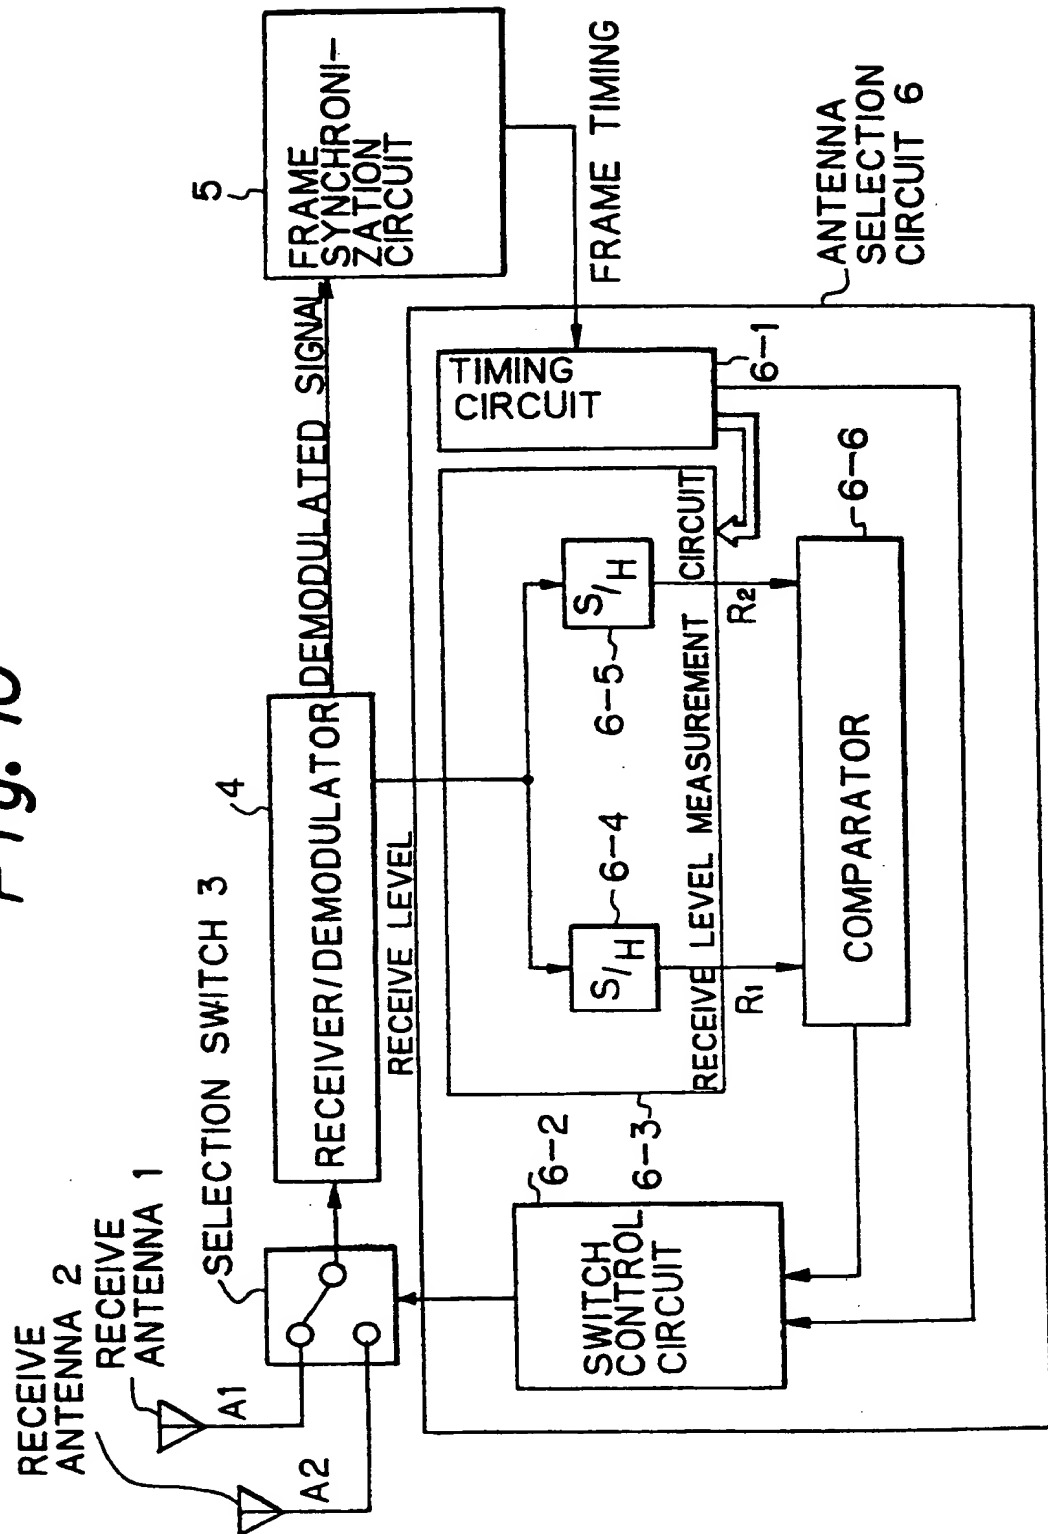 Fig. 10
RECEIVE
ANTENNA 2
RECEIVE
ANTENNA 1
A1
A2
SELECTION SWITCH 3
4
RECEIVER/DEMODULATOR
DEMODULATED SIGNAL
5
FRAME
SYNCHRONI-
ZATION
CIRCUIT
FRAME TIMING
RECEIVE LEVEL
TIMING
CIRCUIT
6-1
S/H
6-4
S/H
6-5
RECEIVE LEVEL MEASUREMENT CIRCUIT
6-3
R1
R2
COMPARATOR
6-6
6-2
SWITCH
CONTROL
CIRCUIT
ANTENNA
SELECTION
CIRCUIT 6